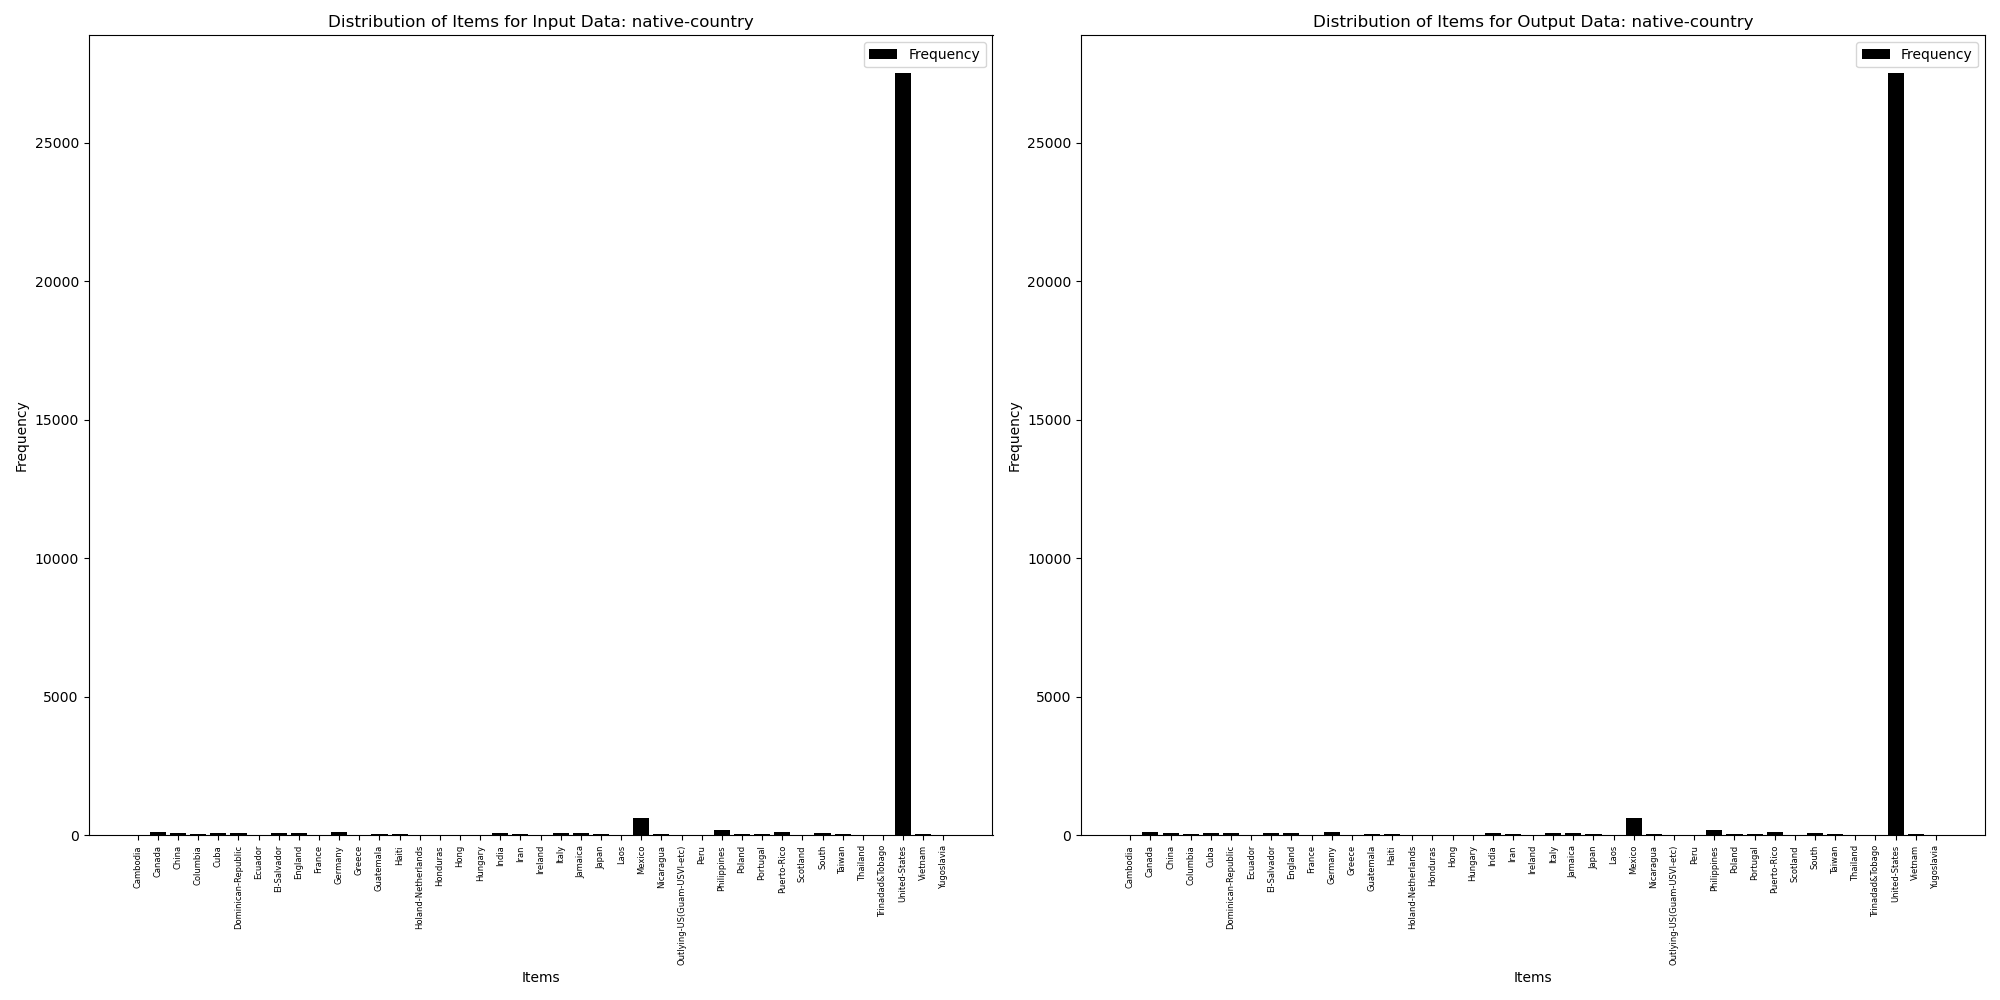 Distribution of Items for Input Data: native-country
Frequency
25000
20000
15000
10000
5000
0
Frequency
Cambodia
Canada
China
Columbia
Cuba
Dominican-Republic
Ecuador
El-Salvador
England
France
Germany
Greece
Guatemala
Haiti
Holand-Netherlands
Honduras
Hong
Hungary
India
Iran
Ireland
Italy
Jamaica
Japan
Laos
Mexico
Nicaragua
Outlying-US(Guam-USVI-etc)
Peru
Philippines
Poland
Portugal
Puerto-Rico
Scotland
South
Taiwan
Thailand
Trinadad&Tobago
United-States
Vietnam
Yugoslavia
Items
Distribution of Items for Output Data: native-country
Frequency
25000
20000
15000
10000
5000
0
Frequency
Cambodia
Canada
China
Columbia
Cuba
Dominican-Republic
Ecuador
El-Salvador
England
France
Germany
Greece
Guatemala
Haiti
Holand-Netherlands
Honduras
Hong
Hungary
India
Iran
Ireland
Italy
Jamaica
Japan
Laos
Mexico
Nicaragua
Outlying-US(Guam-USVI-etc)
Peru
Philippines
Poland
Portugal
Puerto-Rico
Scotland
South
Taiwan
Thailand
Trinadad&Tobago
United-States
Vietnam
Yugoslavia
Items